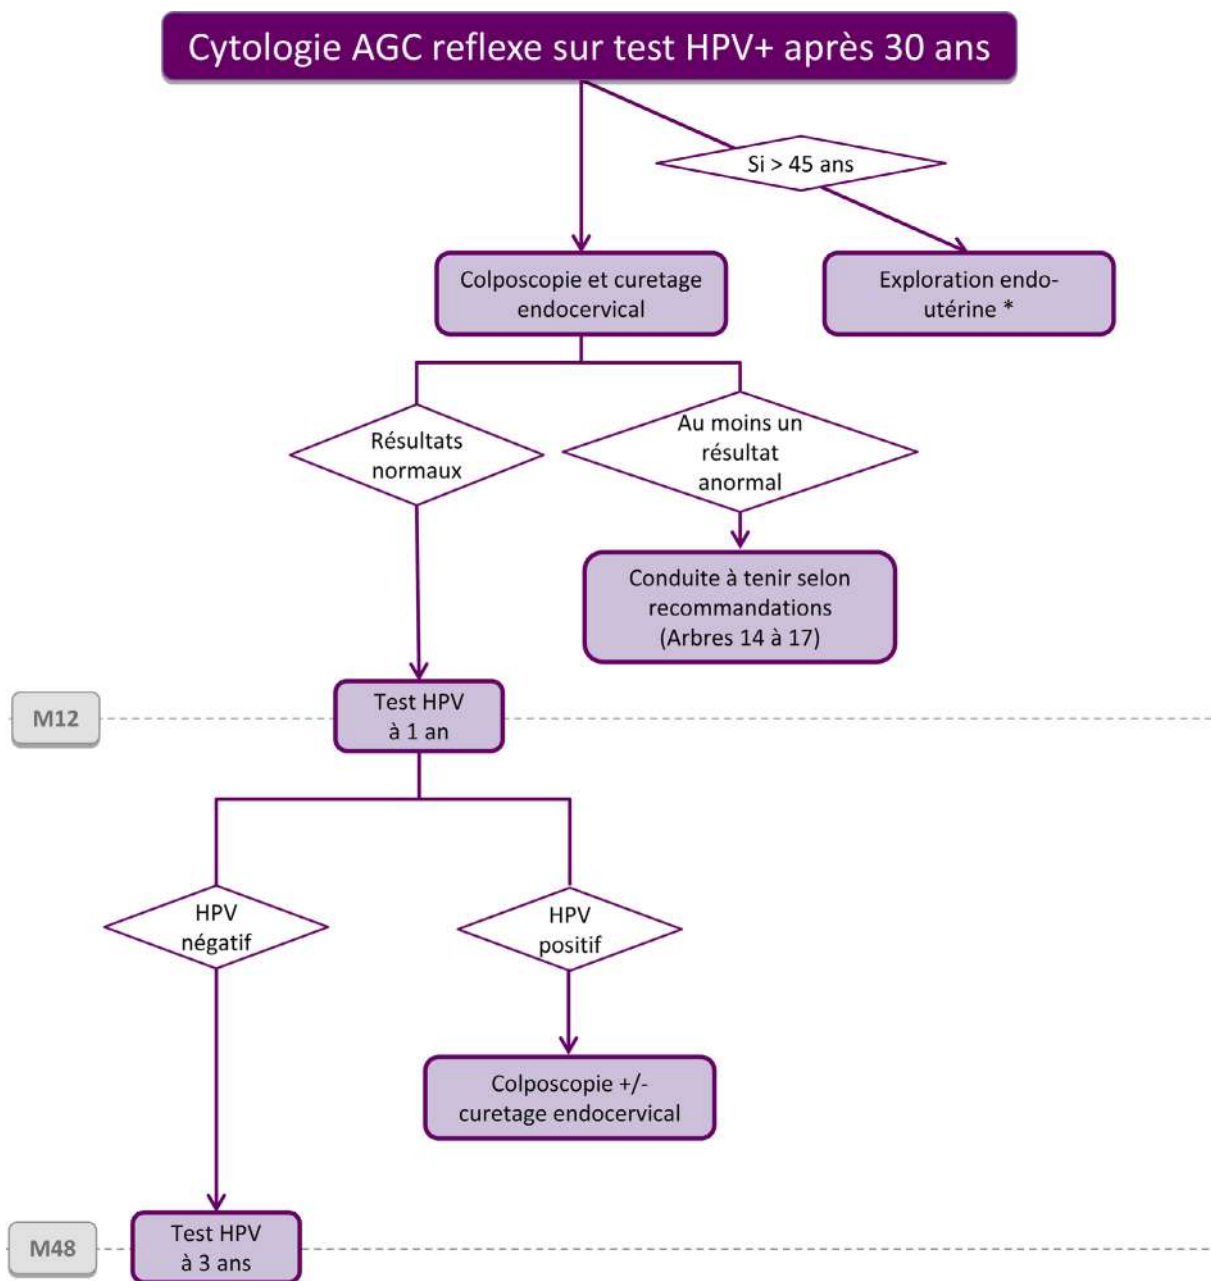 Cytologie AGC reflexe sur test HPV+ après 30 ans
Si > 45 ans
Colposcopie et curetage
endocervical
Exploration endo-
utérine *
Résultats
normaux
Au moins un
résultat
anormal
Conduite à tenir selon
recommandations
(Arbres 14 à 17)
M12
Test HPV
à 1 an
HPV
négatif
HPV
positif
Colposcopie +/-
curetage endocervical
M48
Test HPV
à 3 ans